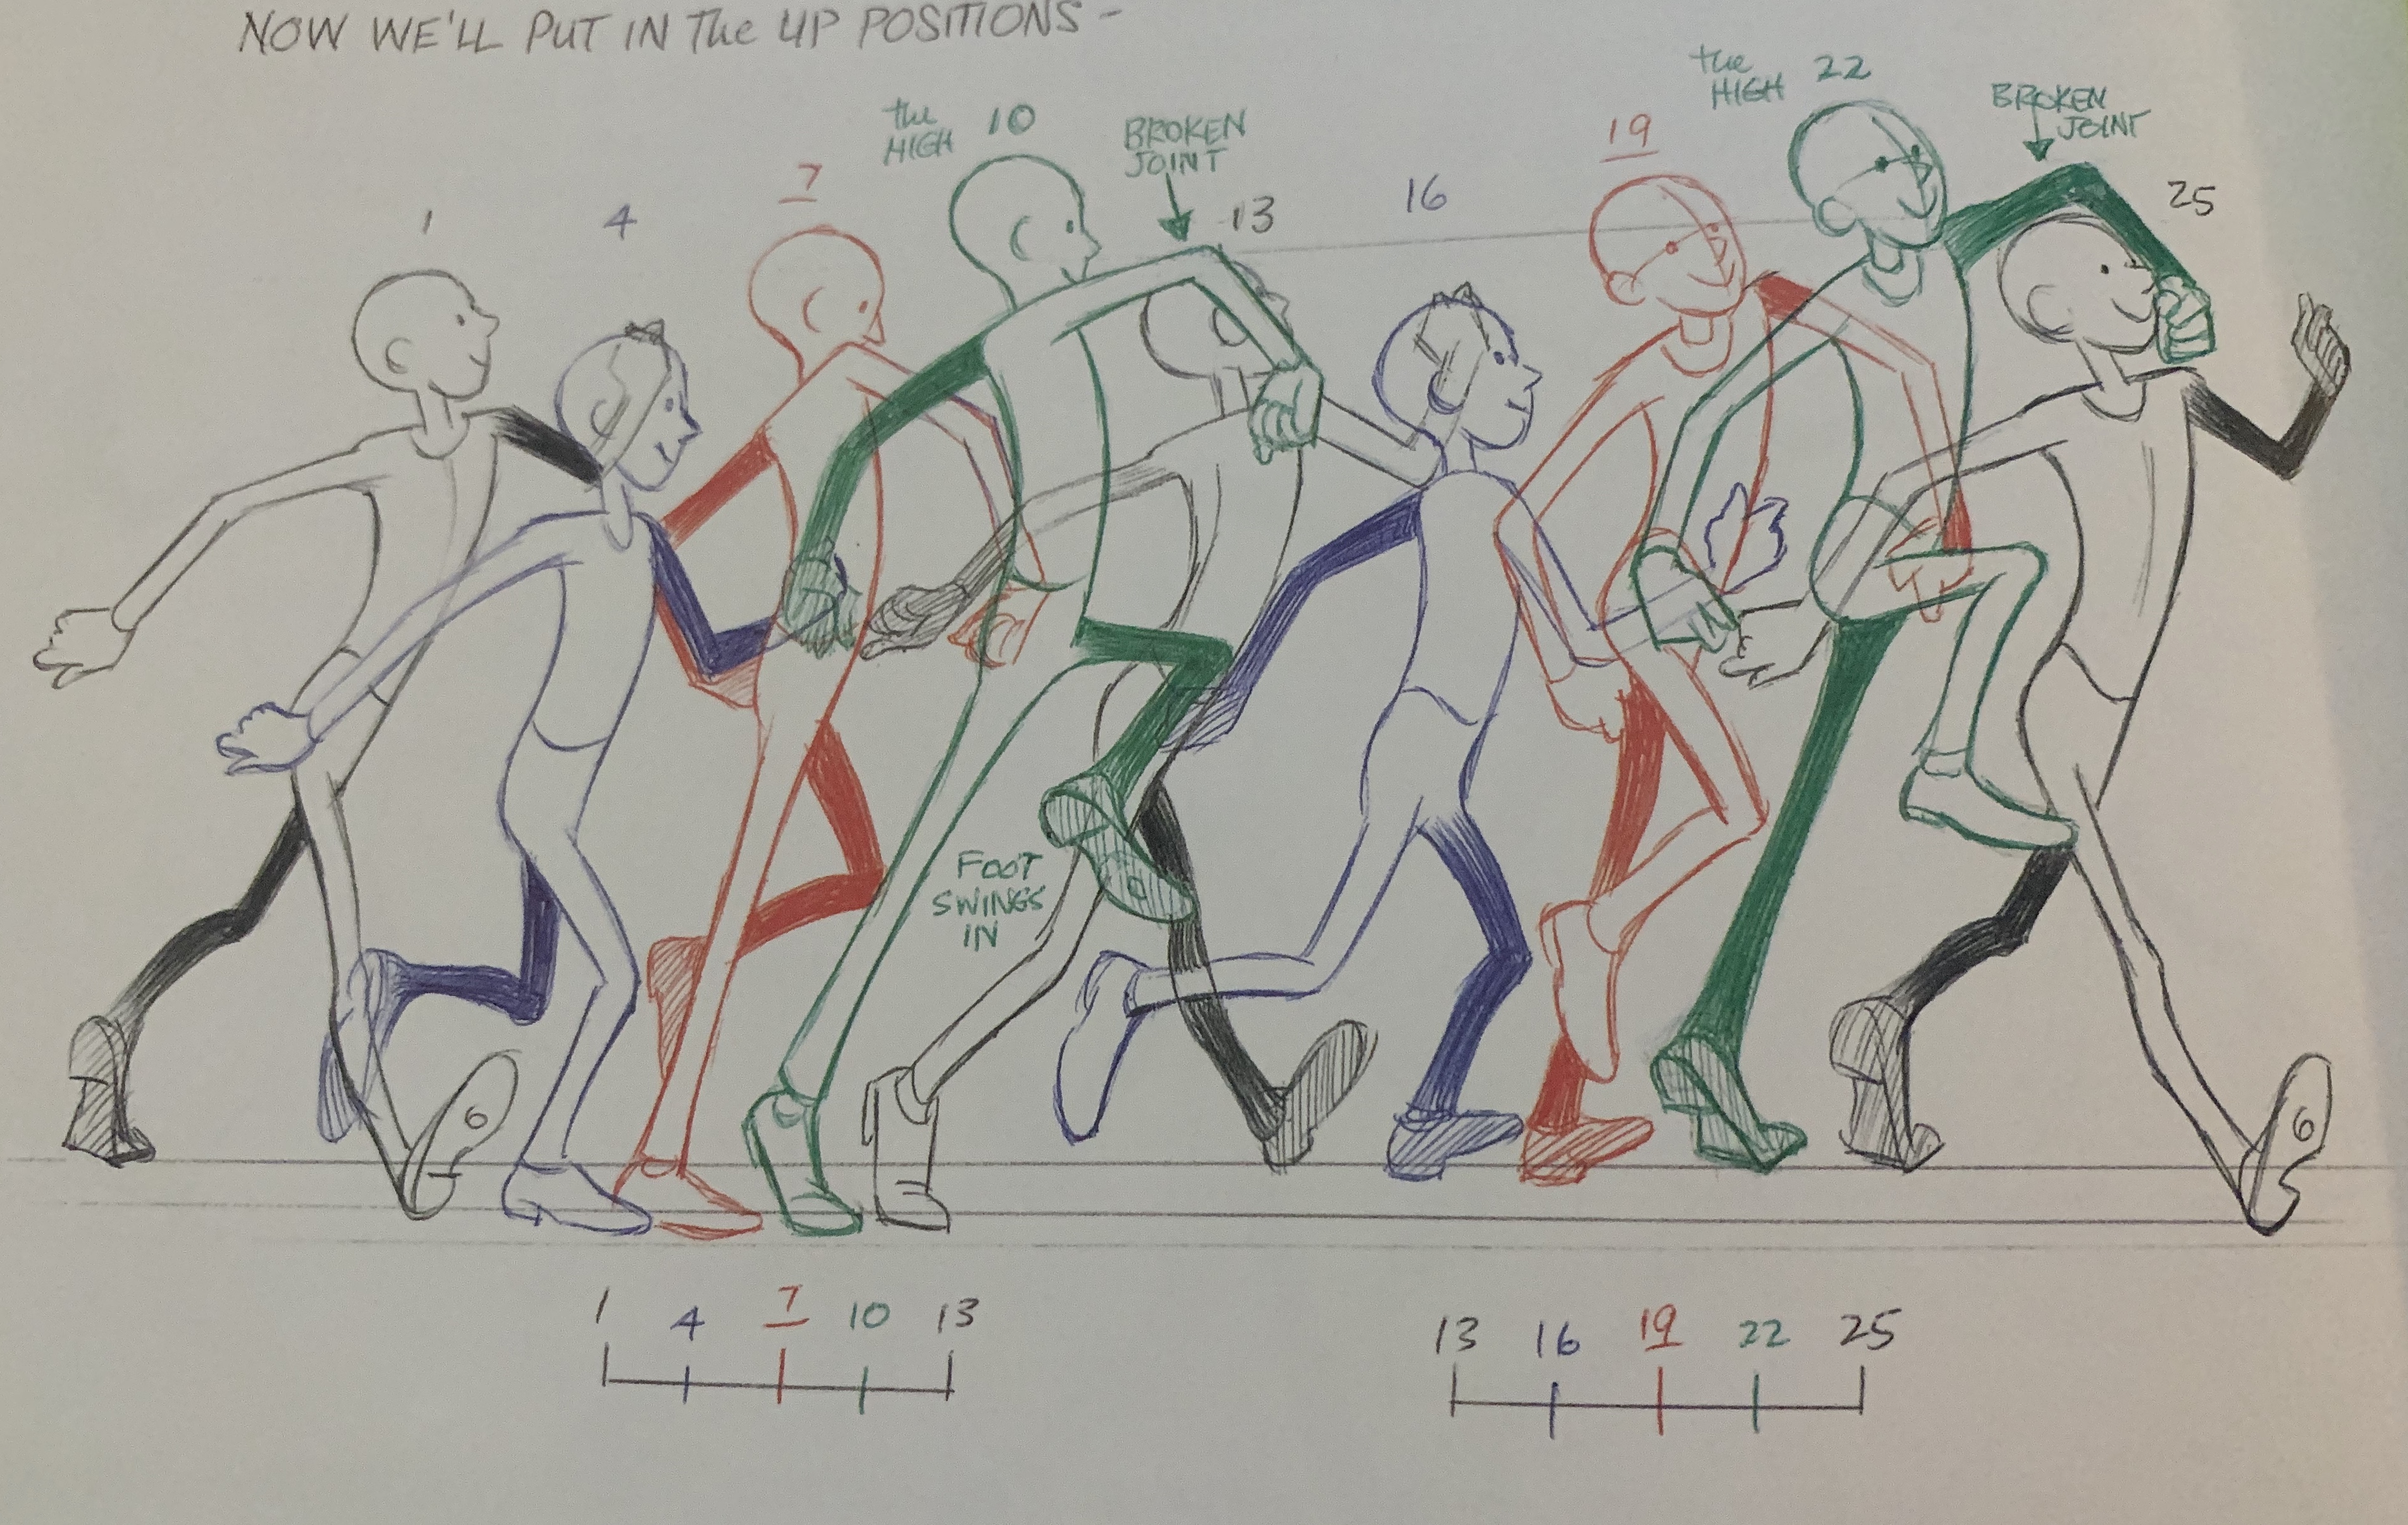 NOW WE'LL PUT IN The UP POSITIONS -
the HIGH 22
BROKEN JOINT
the HIGH 10
BROKEN JOINT
19
7
16
25
13
1
4
FOOT
SWINGS
IN
1 4 7 10 13
13 16 19 22 25